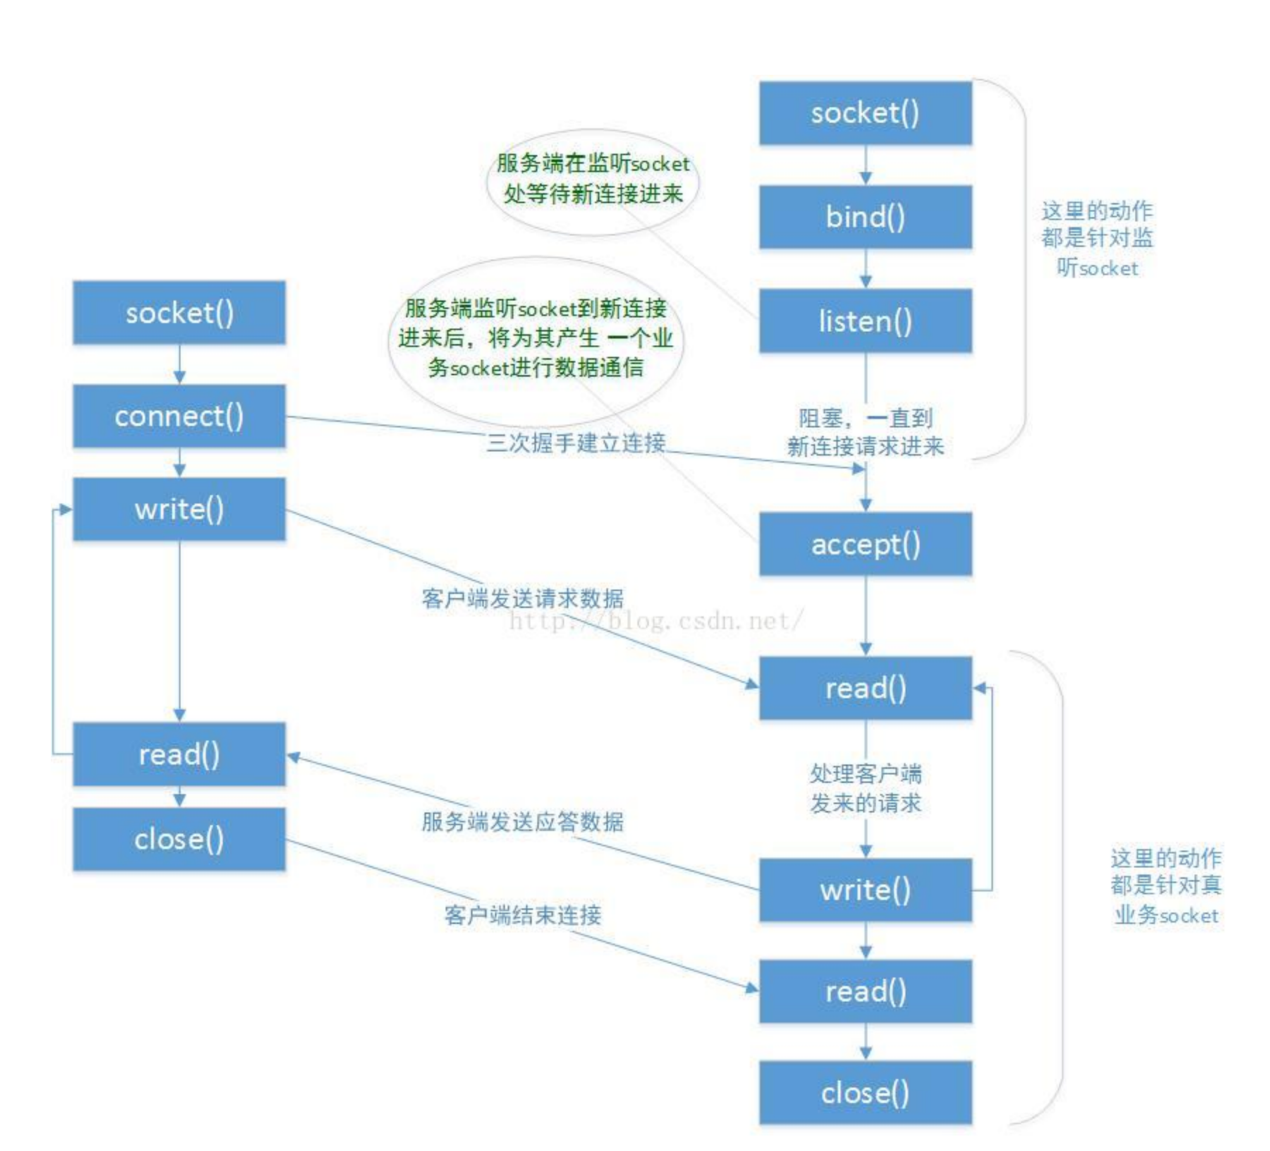 socket()
服务端在监听socket
处等待新连接进来
bind()
这里的动作
都是针对监
听socket
socket()
服务端监听socket到新连接
进来后，将为其产生 一个业
务socket进行数据通信
listen()
connect()
三次握手建立连接
阻塞，一直到
新连接请求进来
write()
accept()
客户端发送请求数据
http://blog.csdn.net/
read()
read()
处理客户端
发来的请求
服务端发送应答数据
close()
write()
这里的动作
都是针对真
业务socket
客户端结束连接
read()
close()